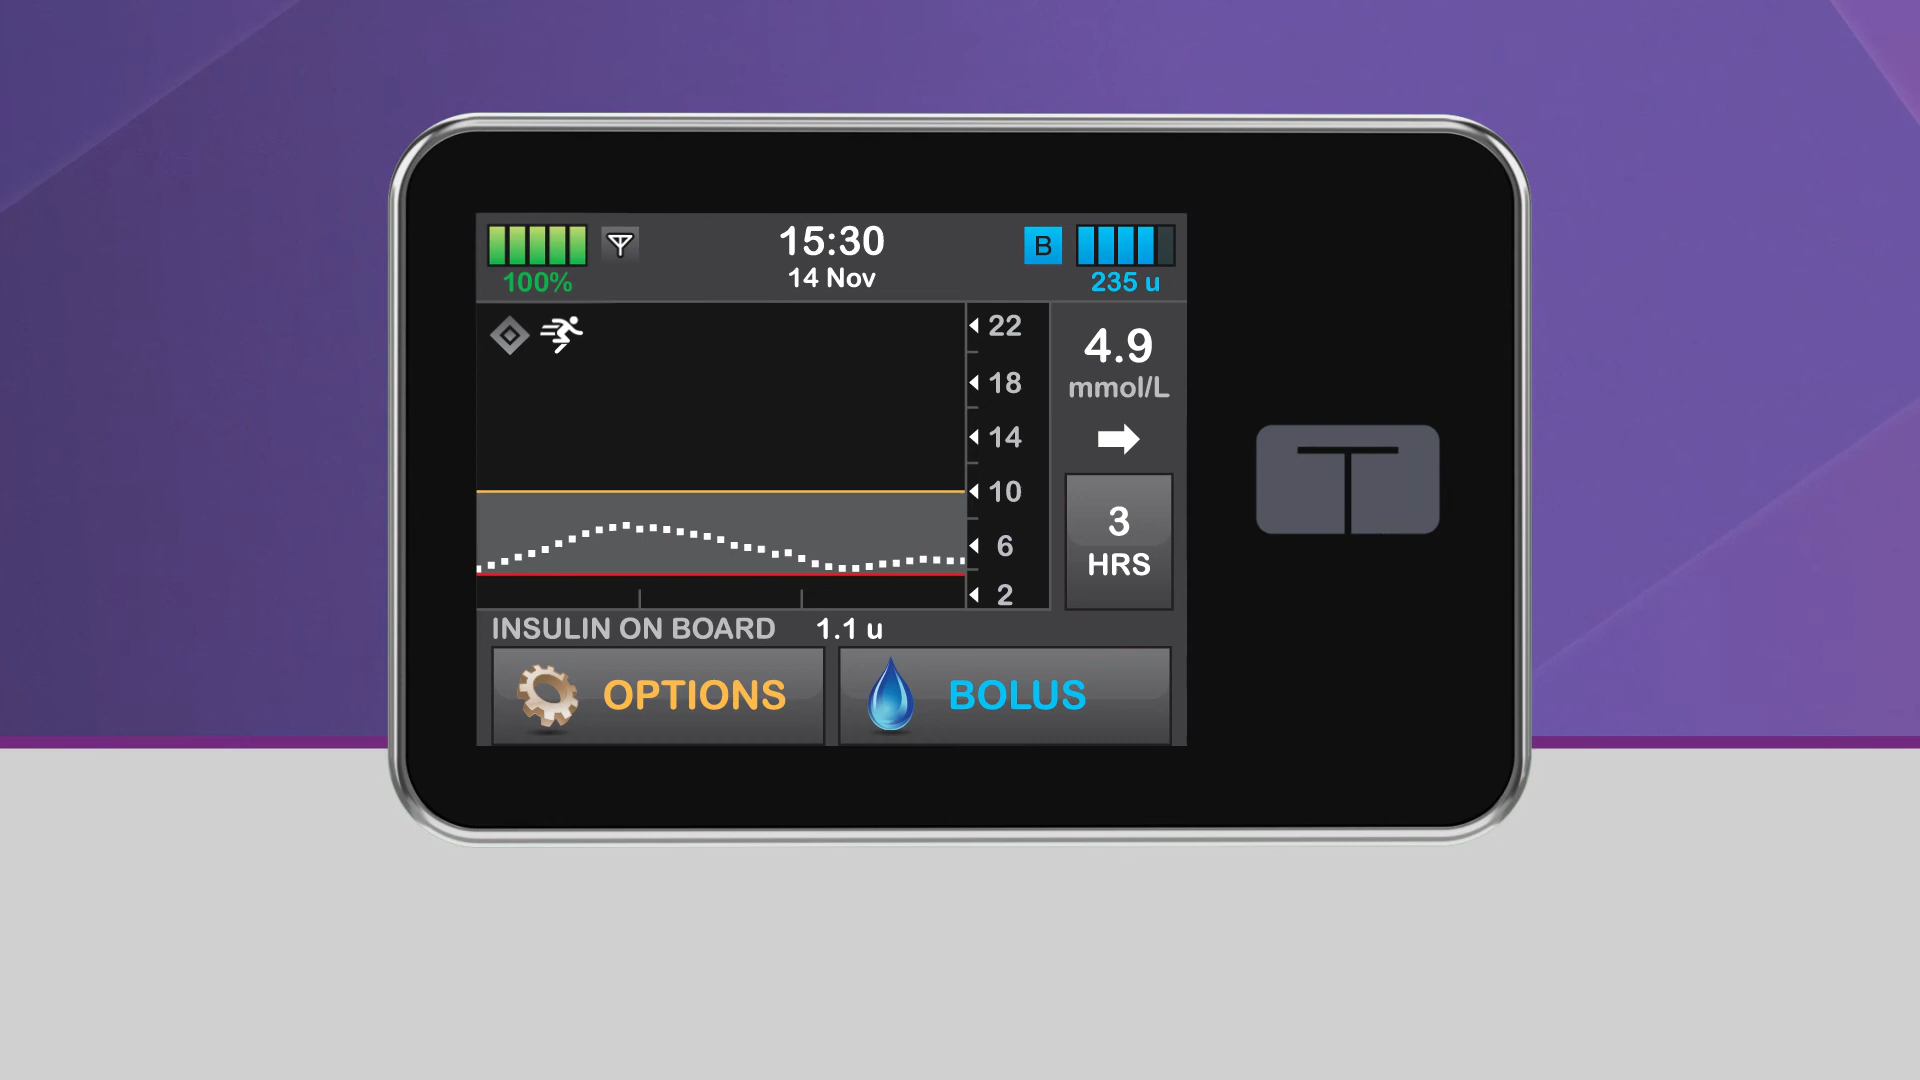 15:30
14 Nov
100%
B
235 u
22
18
14
10
6
2
4.9
mmol/L
3
HRS
INSULIN ON BOARD 1.1 u
OPTIONS
BOLUS
T